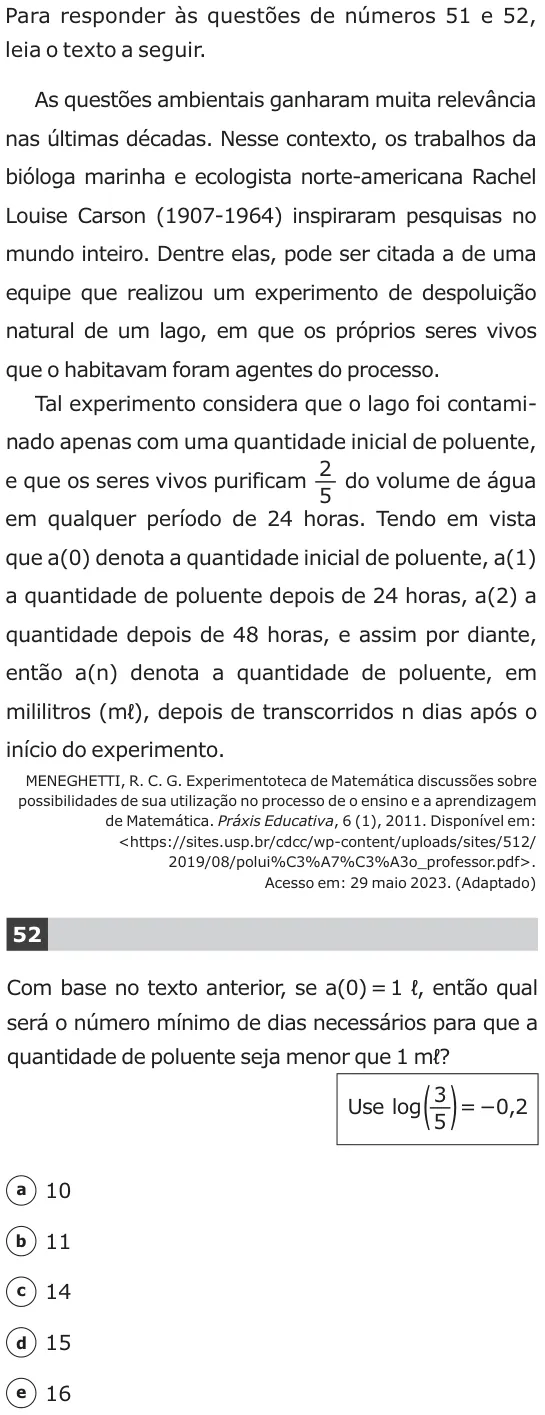 Para responder às questões de números 51 e 52,
leia o texto a seguir.
As questões ambientais ganharam muita relevância
nas últimas décadas. Nesse contexto, os trabalhos da
bióloga marinha e ecologista norte-americana Rachel
Louise Carson (1907-1964) inspiraram pesquisas no
mundo inteiro. Dentre elas, pode ser citada a de uma
equipe que realizou um experimento de despoluição
natural de um lago, em que os próprios seres vivos
que o habitavam foram agentes do processo.
Tal experimento considera que o lago foi contami-
nado apenas com uma quantidade inicial de poluente,
e que os seres vivos purificam 2/5 do volume de água
em qualquer período de 24 horas. Tendo em vista
que a(0) denota a quantidade inicial de poluente, a(1)
a quantidade de poluente depois de 24 horas, a(2) a
quantidade depois de 48 horas, e assim por diante,
então a(n) denota a quantidade de poluente, em
mililitros (mℓ), depois de transcorridos n dias após o
início do experimento.
MENEGHETTI, R. C. G. Experimentoteca de Matemática discussões sobre
possibilidades de sua utilização no processo de o ensino e a aprendizagem
de Matemática. Práxis Educativa, 6 (1), 2011. Disponível em:
<https://sites.usp.br/cdcc/wp-content/uploads/sites/512/
2019/08/polui%C3%A7%C3%A3o_professor.pdf>.
Acesso em: 29 maio 2023. (Adaptado)
52
Com base no texto anterior, se a(0) = 1 ℓ, então qual
será o número mínimo de dias necessários para que a
quantidade de poluente seja menor que 1 mℓ?
Use log(3/5) = −0,2
a 10
b 11
c 14
d 15
e 16